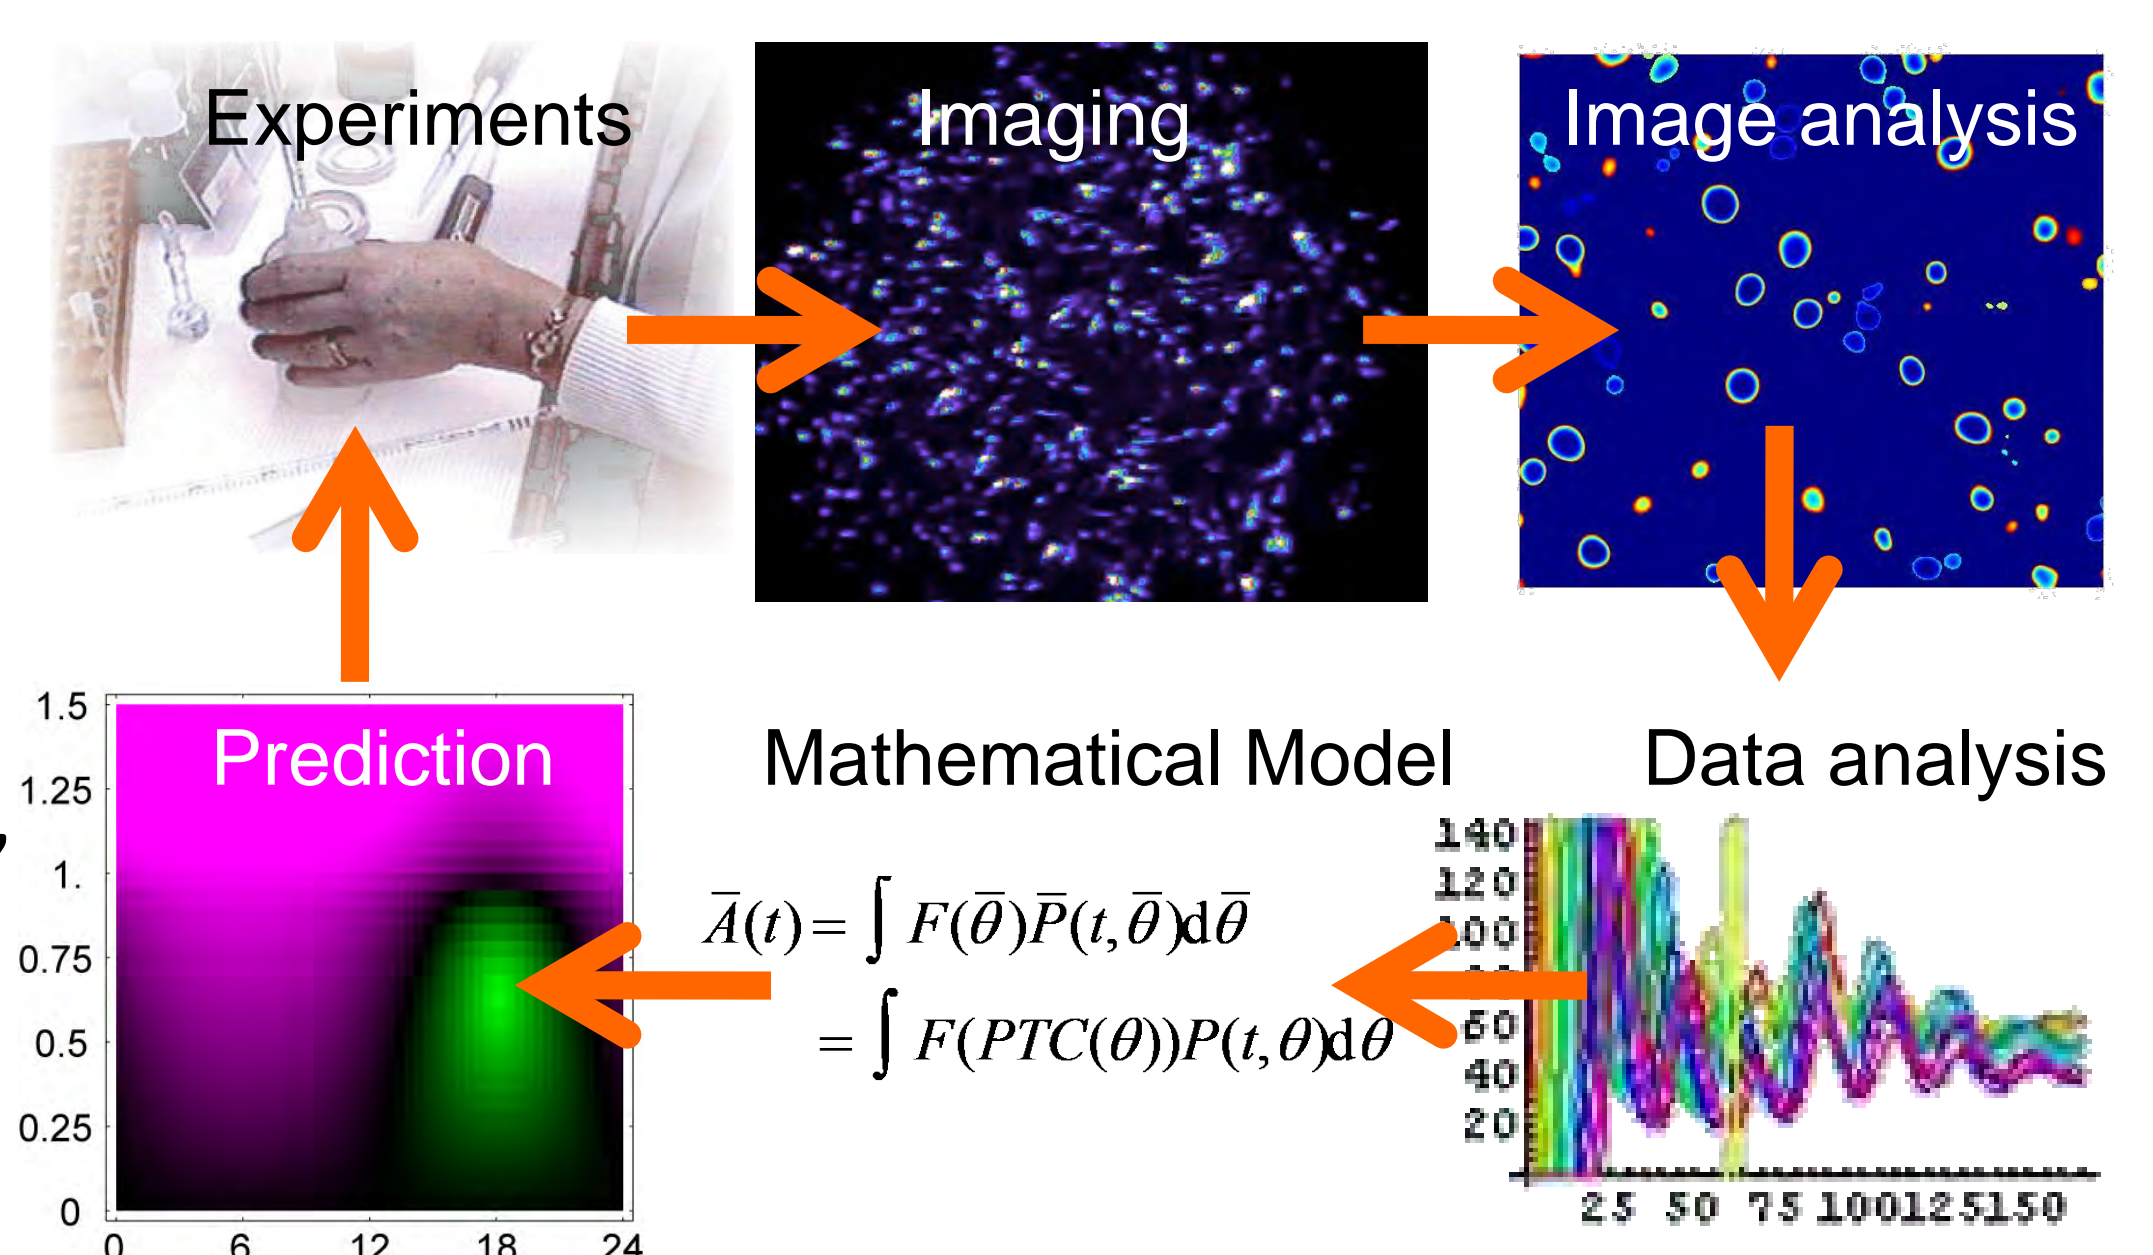 Experiments
Imaging
Image analysis
Prediction
Mathematical Model
Data analysis
1.5
1.25
1.
0.75
0.5
0.25
0
0 6 12 18 24
A̅(t) = ∫ F(θ̅)P̅(t, θ̅)dθ̅
= ∫ F(PTC(θ))P(t, θ)dθ
140
120
100
60
40
20
25 50 75 100 125 150